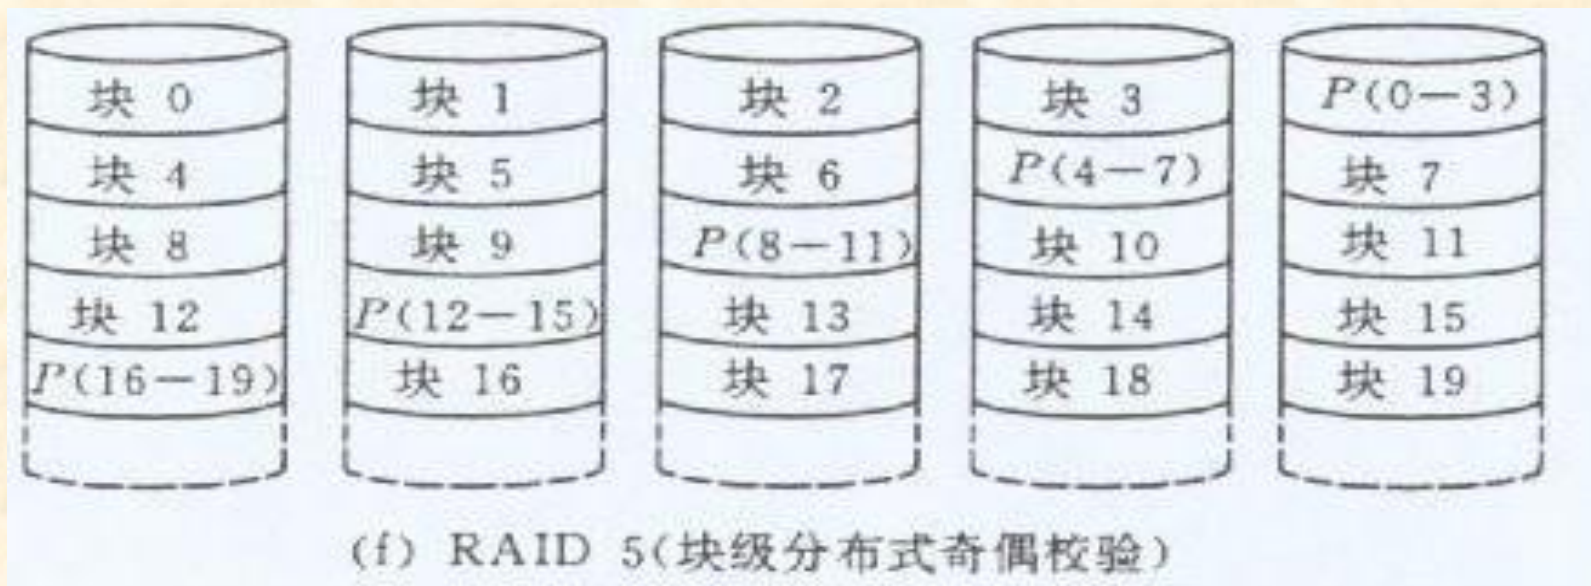 块 0 块 1 块 2 块 3 P(0—3)
块 4 块 5 块 6 P(4—7) 块 7
块 8 块 9 P(8—11) 块 10 块 11
块 12 P(12—15) 块 13 块 14 块 15
P(16—19) 块 16 块 17 块 18 块 19
(f) RAID 5(块级分布式奇偶校验)